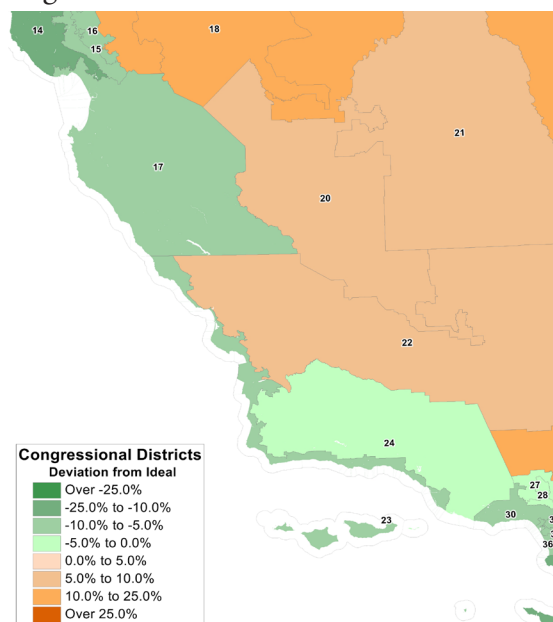 18
14
16
15
21
17
20
22
24
27
28
30
23
36
Congressional Districts
Deviation from Ideal
Over -25.0%
-25.0% to -10.0%
-10.0% to -5.0%
-5.0% to 0.0%
0.0% to 5.0%
5.0% to 10.0%
10.0% to 25.0%
Over 25.0%